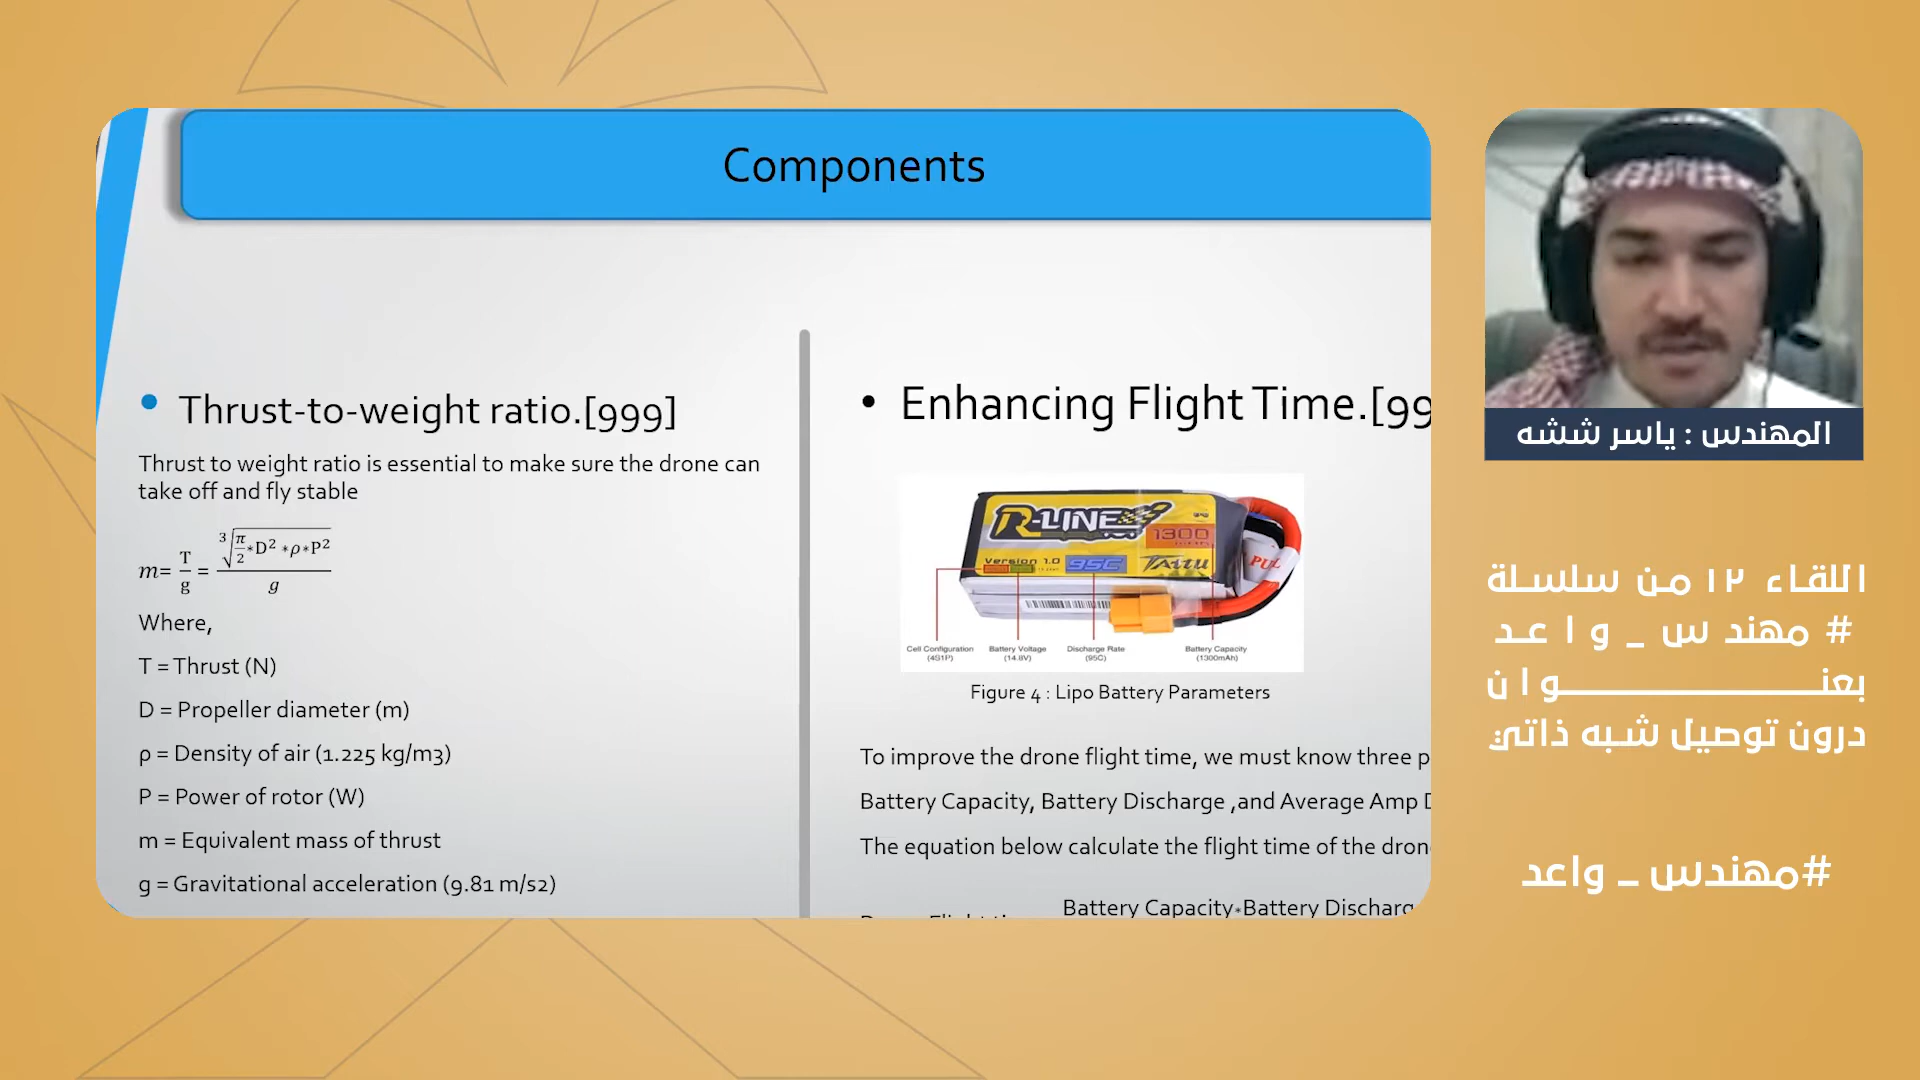 Components
Thrust-to-weight ratio.[999]
Thrust to weight ratio is essential to make sure the drone can
take off and fly stable
m= T/g = ∛(π/2*D² *ρ*P²)/g
Where,
T = Thrust (N)
D = Propeller diameter (m)
ρ = Density of air (1.225 kg/m3)
P = Power of rotor (W)
m = Equivalent mass of thrust
g = Gravitational acceleration (9.81 m/s2)
• Enhancing Flight Time.[99
R-LINE
1300
Version 1.0
95C
TATTU
PUL
Cell Configuration
(4S1P)
Battery Voltage
(14.8V)
Discharge Rate
(95C)
Battery Capacity
(1300mAh)
Figure 4 : Lipo Battery Parameters
To improve the drone flight time, we must know three p
Battery Capacity, Battery Discharge ,and Average Amp D
The equation below calculate the flight time of the dron
Battery Capacity*Battery Discharg
المهندس : ياسر ششه
اللقاء ١٢ من سلسلة
# مهندس _ واعد
بعنـــوان
درون توصيل شبه ذاتي
#مهندس _ واعد